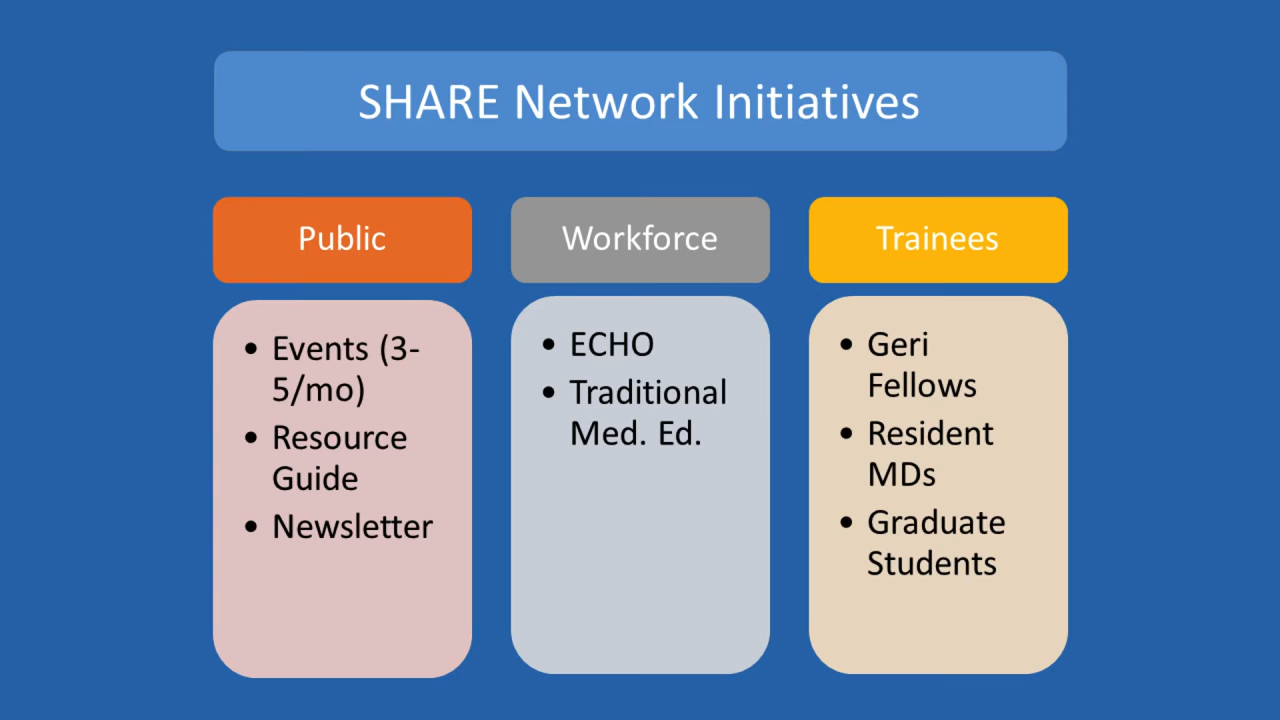 SHARE Network Initiatives
Public
• Events (3-
5/mo)
• Resource
Guide
• Newsletter
Workforce
• ECHO
• Traditional
Med. Ed.
Trainees
• Geri
Fellows
• Resident
MDs
• Graduate
Students